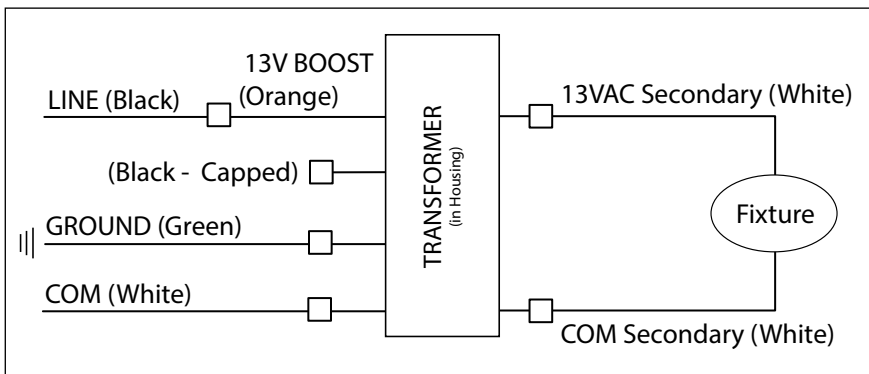 13V BOOST
(Orange)
LINE (Black)
(Black - Capped)
GROUND (Green)
COM (White)
TRANSFORMER
(in Housing)
13VAC Secondary (White)
Fixture
COM Secondary (White)